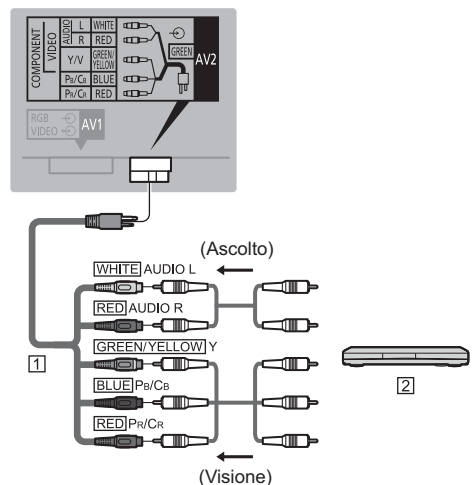 COMPONENT
VIDEO
AUDIO
L WHITE
R RED
Y/V GREEN/
YELLOW
PB/CB BLUE
PR/CR RED
GREEN
AV2
RGB
VIDEO
AV1
(Ascolto)
WHITE AUDIO L
RED AUDIO R
GREEN/YELLOW Y
BLUE PB/CB
RED PR/CR
1
2
(Visione)